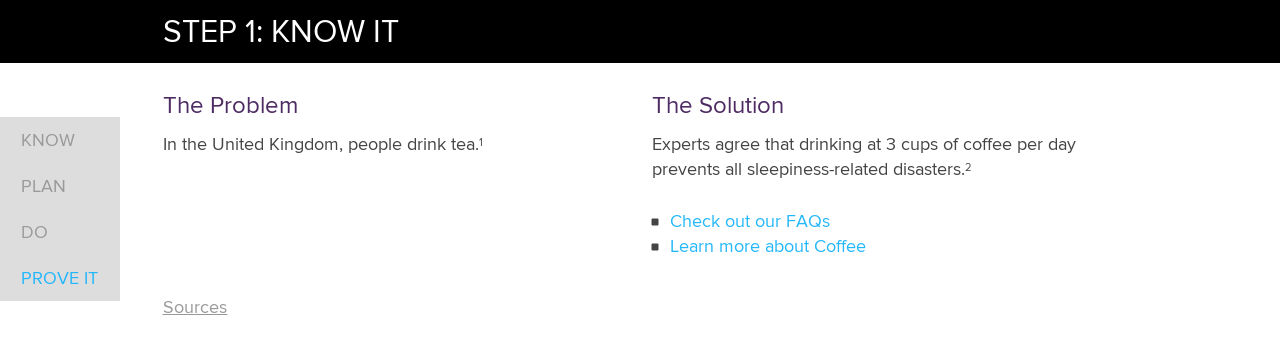 STEP 1: KNOW IT
KNOW
PLAN
DO
PROVE IT
The Problem
In the United Kingdom, people drink tea.¹
The Solution
Experts agree that drinking at 3 cups of coffee per day
prevents all sleepiness-related disasters.²
Check out our FAQs
Learn more about Coffee
Sources